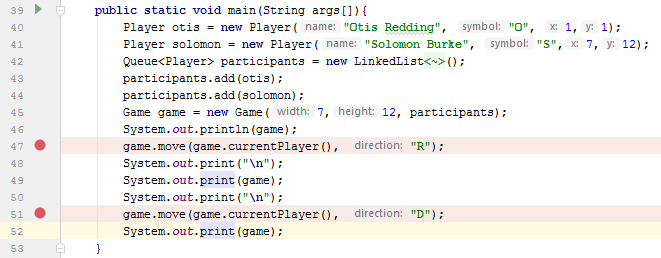 39 public static void main(String args[]){
40 Player otis = new Player( name: "Otis Redding", symbol: "O", x: 1, y: 1);
41 Player solomon = new Player( name: "Solomon Burke", symbol: "S", x: 7, y: 12);
42 Queue<Player> participants = new LinkedList<~>();
43 participants.add(otis);
44 participants.add(solomon);
45 Game game = new Game( width: 7, height: 12, participants);
46 System.out.println(game);
47 game.move(game.currentPlayer(), direction: "R");
48 System.out.print("\n");
49 System.out.print(game);
50 System.out.print("\n");
51 game.move(game.currentPlayer(), direction: "D");
52 System.out.print(game);
53 }